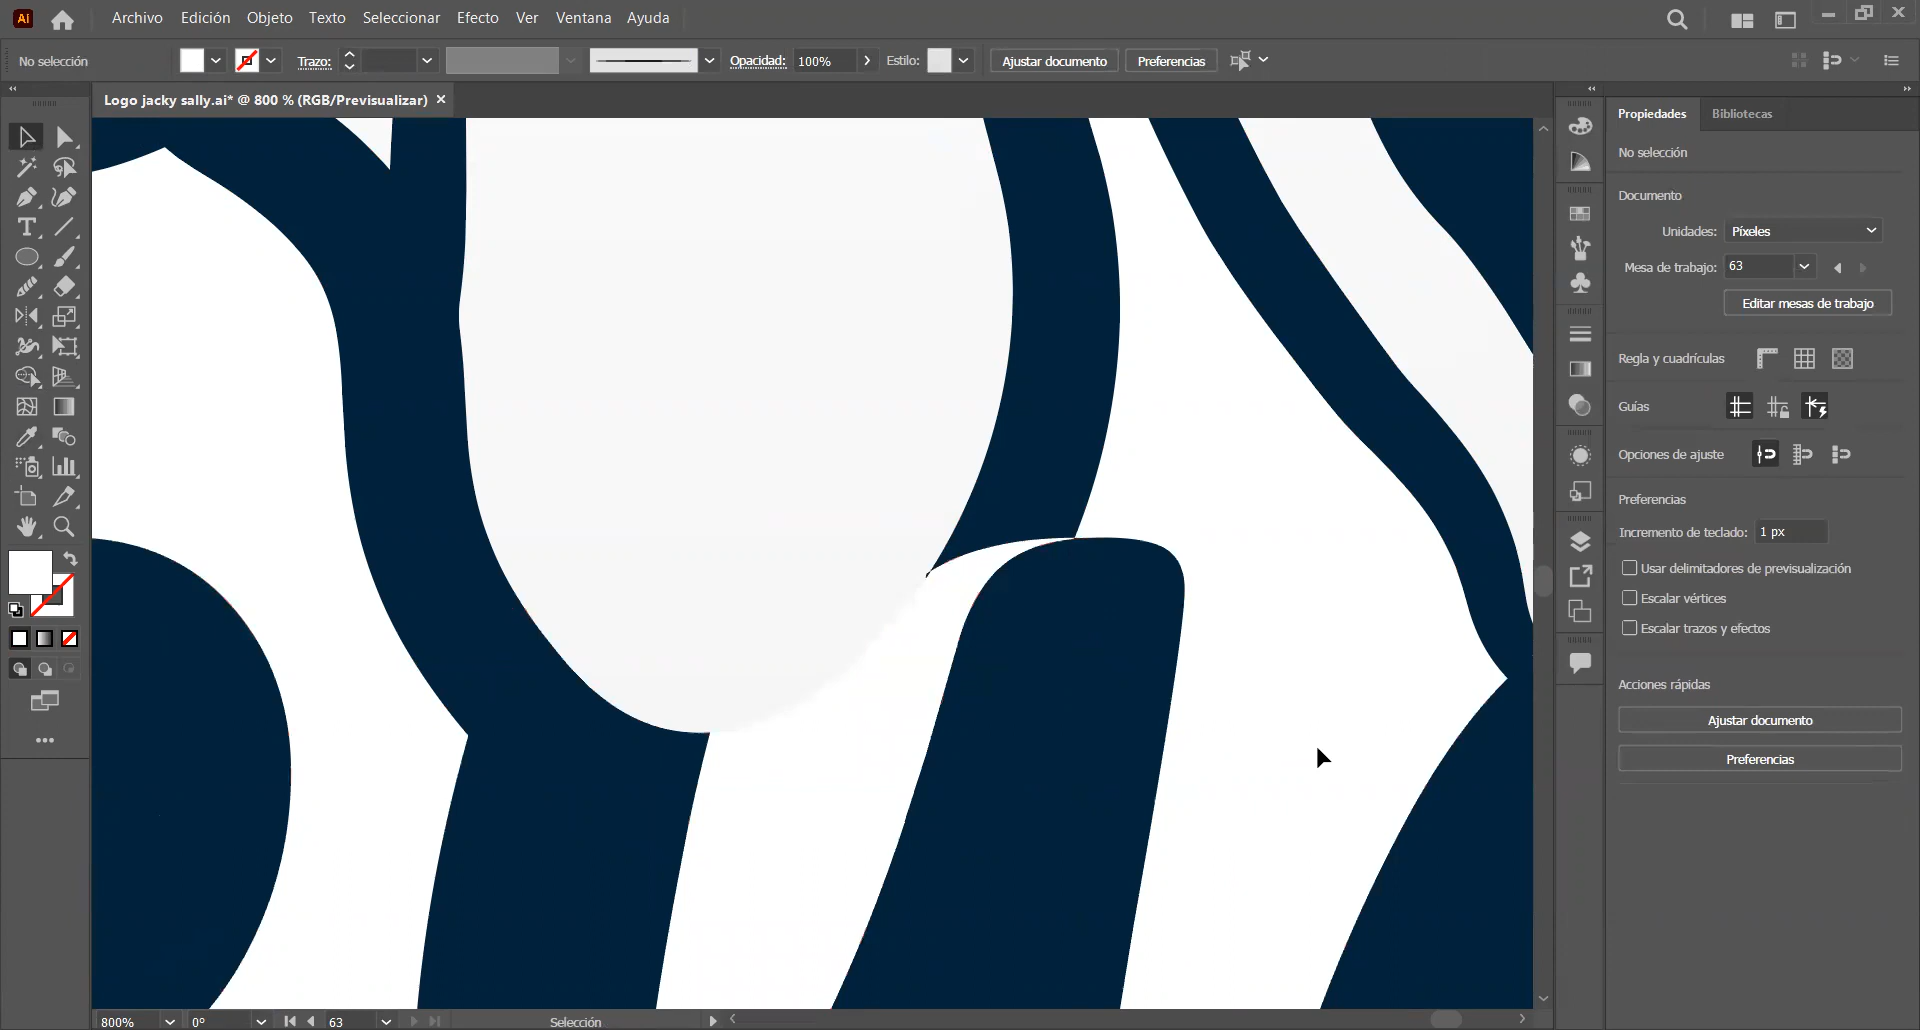 Ai
Archivo Edición Objeto Texto Seleccionar Efecto Ver Ventana Ayuda
No selección
Trazo:
Opacidad: 100%
Estilo:
Ajustar documento
Preferencias
Logo jacky sally.ai* @ 800 % (RGB/Previsualizar)
Propiedades
Bibliotecas
No selección
Documento
Unidades: Píxeles
Mesa de trabajo: 63
Editar mesas de trabajo
Regla y cuadrículas
Guías
Opciones de ajuste
Preferencias
Incremento de teclado: 1 px
Usar delimitadores de previsualización
Escalar vértices
Escalar trazos y efectos
Acciones rápidas
Ajustar documento
Preferencias
800% 0° 63 Selección